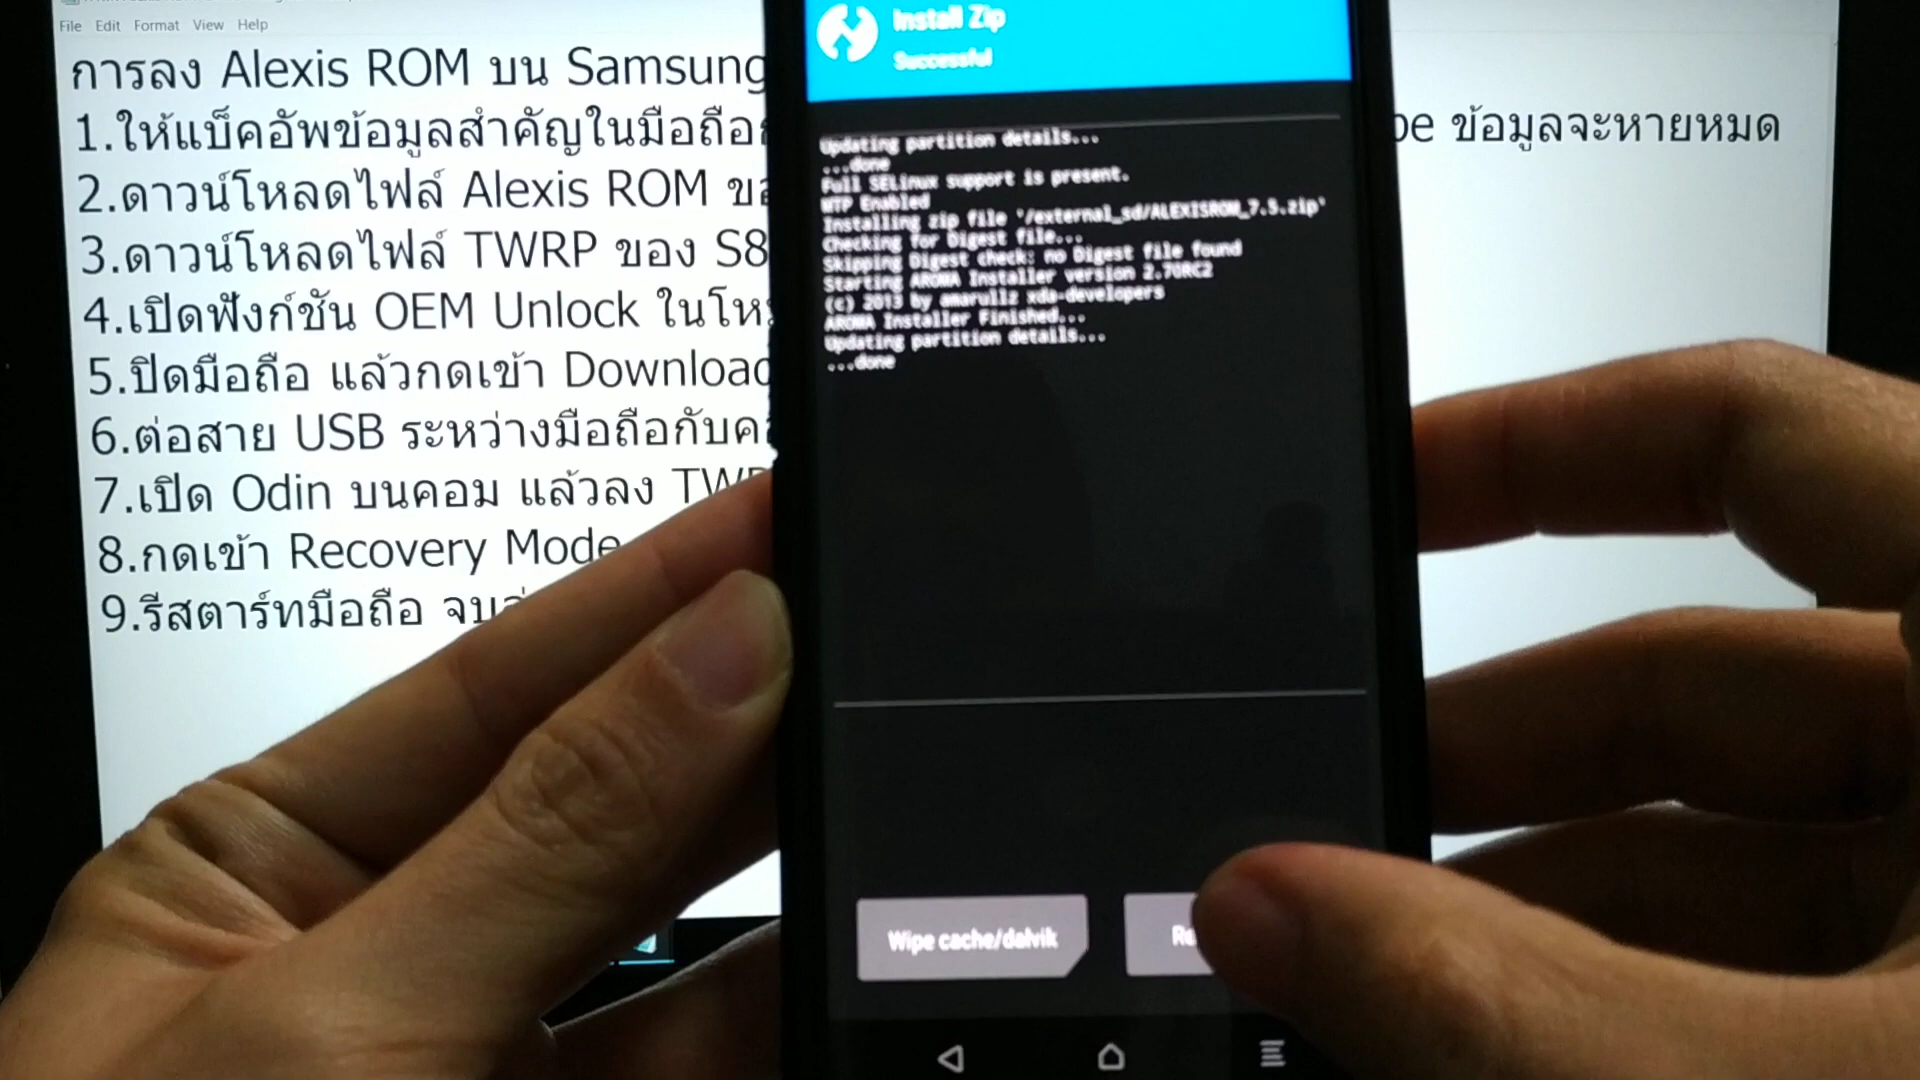 File Edit Format View Help
การลง Alexis ROM บน Samsung
1.ให้แบ็คอัพข้อมูลสำคัญในมือถือ ข้อมูลจะหายหมด
2.ดาวน์โหลดไฟล์ Alexis ROM
3.ดาวน์โหลดไฟล์ TWRP ของ S8
4.เปิดฟังก์ชัน OEM Unlock ใน
5.ปิดมือถือ แล้วกดเข้า Download
6.ต่อสาย USB ระหว่างมือถือกับ
7.เปิด Odin บนคอม แล้วลง
8.กดเข้า Recovery Mode
9.รีสตาร์ทมือถือ
Install Zip
Successful
Updating partition details...
...done
Full SELinux support is present.
MTP Enabled
Installing zip file '/external_sd/ALEXISROM_7.5.zip'
Checking for Digest file...
Skipping Digest check: no Digest file found
Starting AROMA Installer version 2.70RC2
(c) 2013 by amarullz xda-developers
AROMA Installer Finished...
Updating partition details...
...done
Wipe cache/dalvik